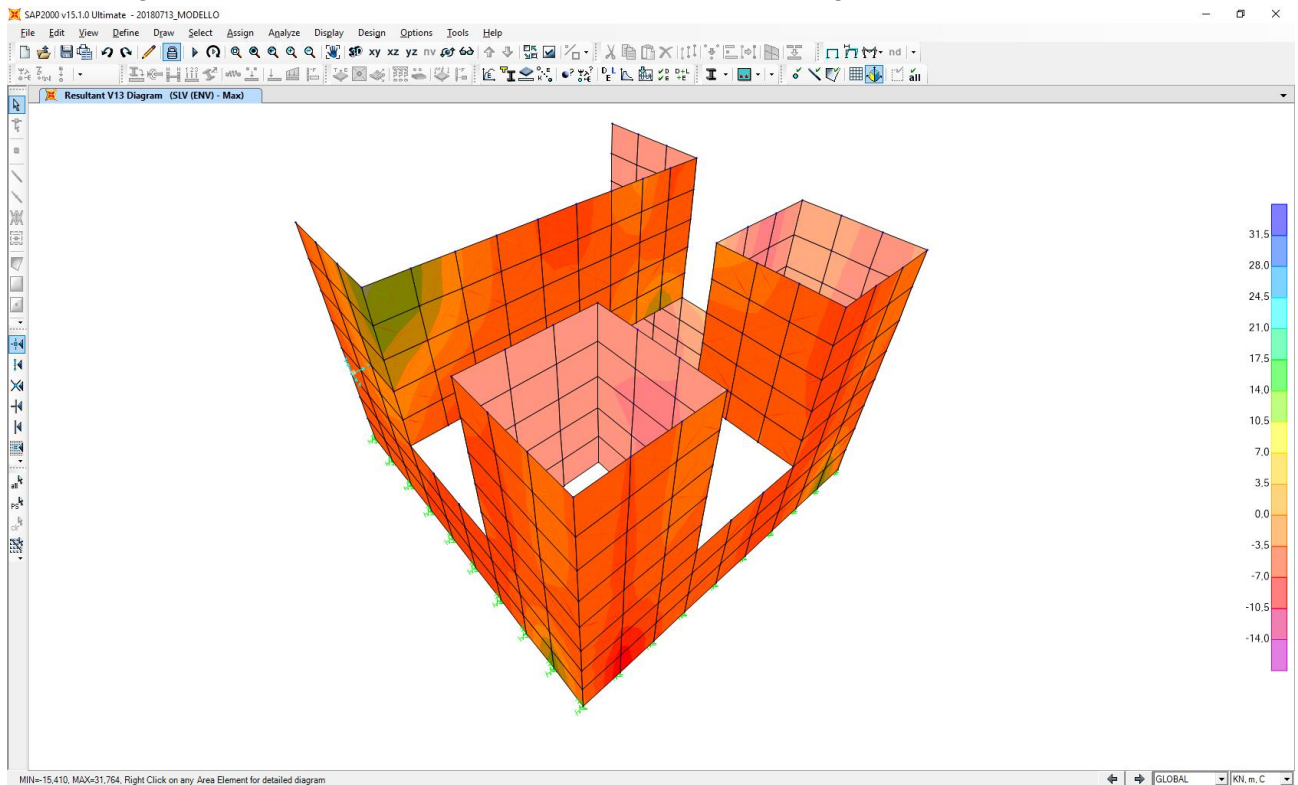 SAP2000 v15.1.0 Ultimate - 20180713_MODELLO
File Edit View Define Draw Select Assign Analyze Display Design Options Tools Help
xy xz yz nv nd
all
Resultant V13 Diagram (SLV (ENV) - Max)
31.5
28.0
24.5
21.0
17.5
14.0
10.5
7.0
3.5
0.0
-3.5
-7.0
-10.5
-14.0
all
PS
clr
MIN=-15,410, MAX=31,764, Right Click on any Area Element for detailed diagram
GLOBAL
KN, m, C